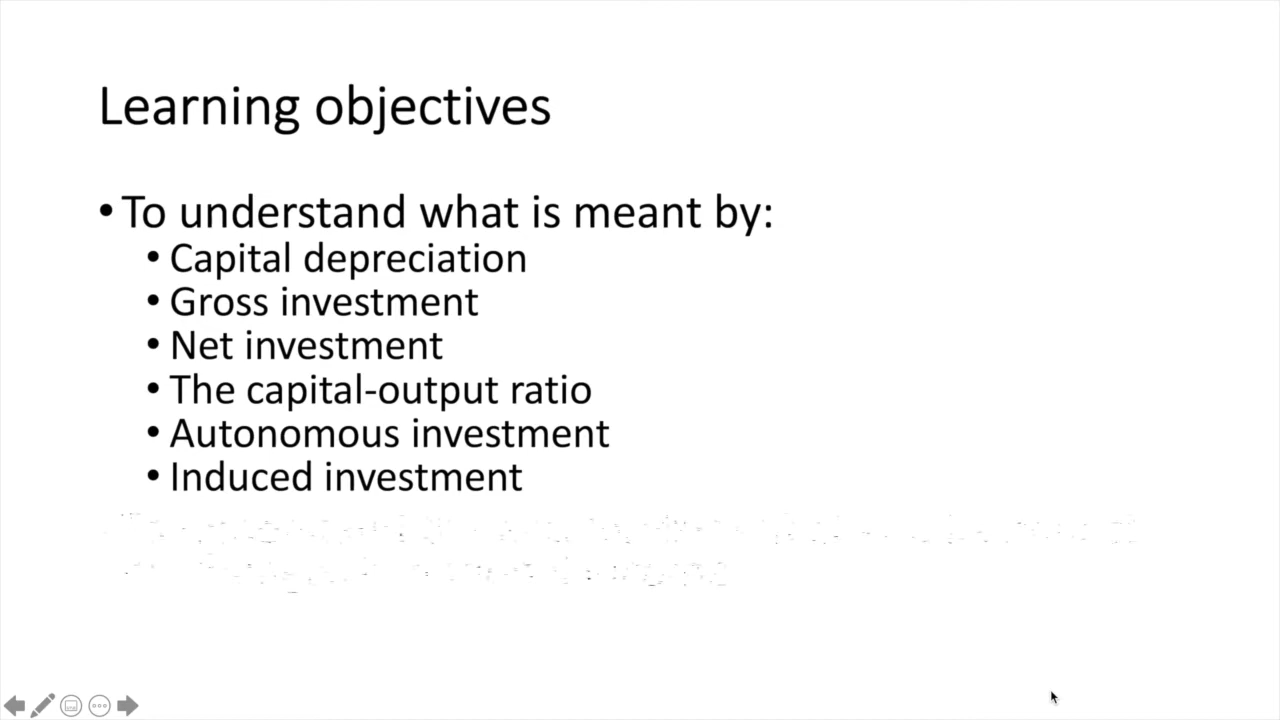 Learning objectives
• To understand what is meant by:
• Capital depreciation
• Gross investment
• Net investment
• The capital-output ratio
• Autonomous investment
• Induced investment